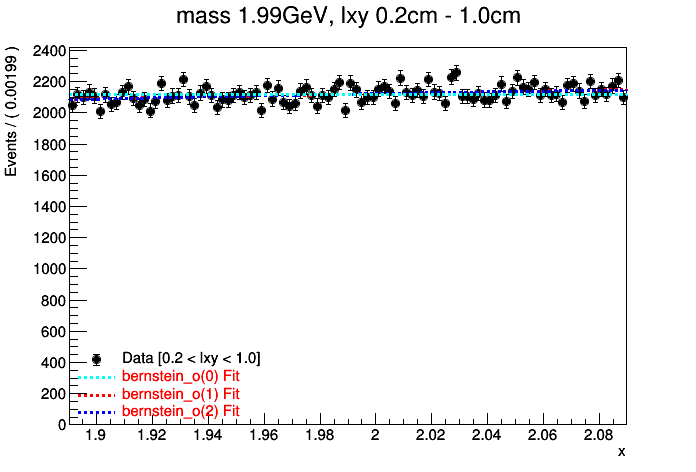 mass 1.99GeV, lxy 0.2cm - 1.0cm
Events / ( 0.00199 )
2400
2200
2000
1800
1600
1400
1200
1000
800
600
400
200
0
Data [0.2 < lxy < 1.0]
bernstein_o(0) Fit
bernstein_o(1) Fit
bernstein_o(2) Fit
1.9 1.92 1.94 1.96 1.98 2 2.02 2.04 2.06 2.08
x